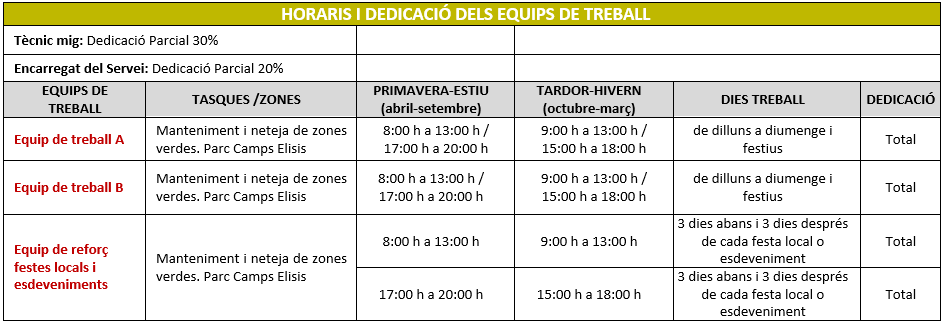 HORARIS I DEDICACIÓ DELS EQUIPS DE TREBALL
Tècnic mig: Dedicació Parcial 30%
Encarregat del Servei: Dedicació Parcial 20%
EQUIPS DE
TREBALL
TASQUES /ZONES
PRIMAVERA-ESTIU
(abril-setembre)
TARDOR-HIVERN
(octubre-març)
DIES TREBALL
DEDICACIÓ
Equip de treball A
Manteniment i neteja de zones
verdes. Parc Camps Elisis
8:00 h a 13:00 h /
17:00 h a 20:00 h
9:00 h a 13:00 h /
15:00 h a 18:00 h
de dilluns a diumenge i
festius
Total
Equip de treball B
Manteniment i neteja de zones
verdes. Parc Camps Elisis
8:00 h a 13:00 h /
17:00 h a 20:00 h
9:00 h a 13:00 h /
15:00 h a 18:00 h
de dilluns a diumenge i
festius
Total
Equip de reforç
festes locals i
esdeveniments
Manteniment i neteja de zones
verdes. Parc Camps Elisis
8:00 h a 13:00 h
9:00 h a 13:00 h
3 dies abans i 3 dies després
de cada festa local o
esdeveniment
Total
17:00 h a 20:00 h
15:00 h a 18:00 h
3 dies abans i 3 dies després
de cada festa local o
esdeveniment
Total